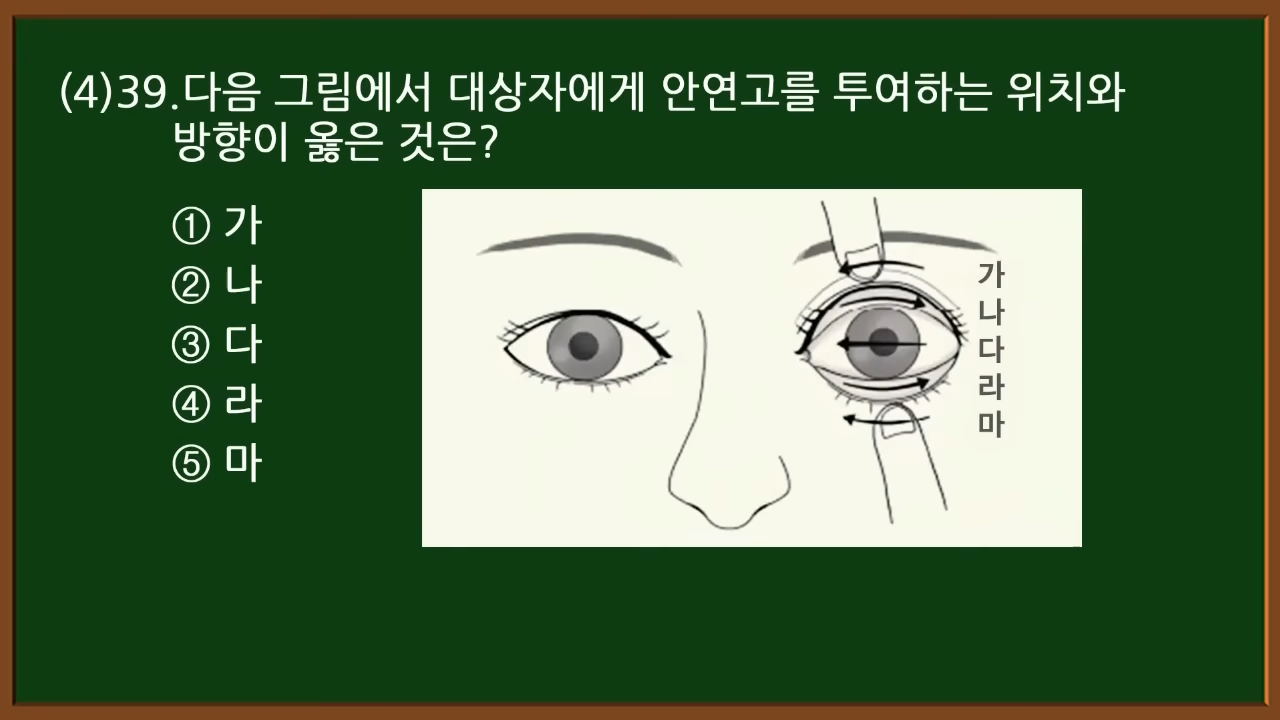 (4)39.다음 그림에서 대상자에게 안연고를 투여하는 위치와
방향이 옳은 것은?
① 가
② 나
③ 다
④ 라
⑤ 마
가
나
다
라
마